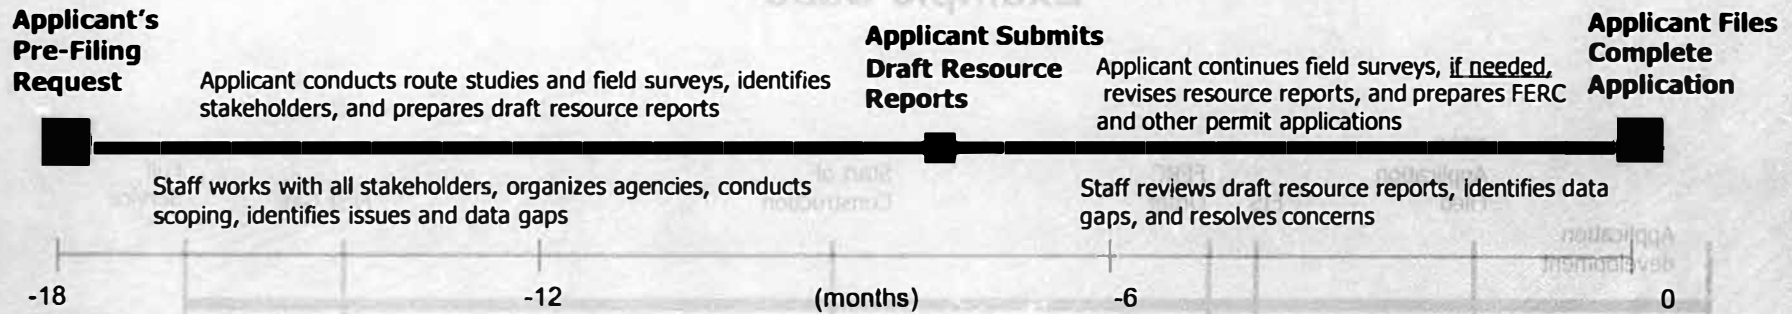 Applicant's
Pre-Filing
Request
Applicant conducts route studies and field surveys, identifies
stakeholders, and prepares draft resource reports
Applicant Submits
Draft Resource
Reports
Applicant continues field surveys, if needed,
revises resource reports, and prepares FERC
and other permit applications
Applicant Files
Complete
Application
Staff works with all stakeholders, organizes agencies, conducts
scoping, identifies issues and data gaps
Staff reviews draft resource reports, identifies data
gaps, and resolves concerns
-18
-12
(months)
-6
0